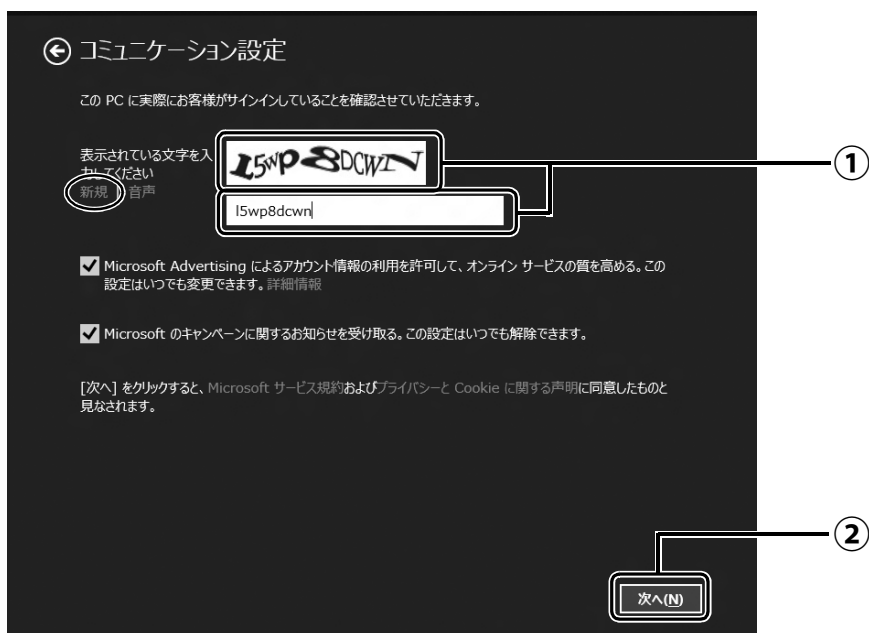 コミュニケーション設定
この PC に実際にお客様がサインインしていることを確認させていただきます。
表示されている文字を入
力してください
新規 音声
l5wp8dcwn
①
Microsoft Advertising によるアカウント情報の利用を許可して、オンライン サービスの質を高める。この
設定はいつでも変更できます。詳細情報
Microsoft のキャンペーンに関するお知らせを受け取る。この設定はいつでも解除できます。
[次へ] をクリックすると、Microsoft サービス規約およびプライバシーと Cookie に関する声明に同意したものと
見なされます。
②
次へ(N)